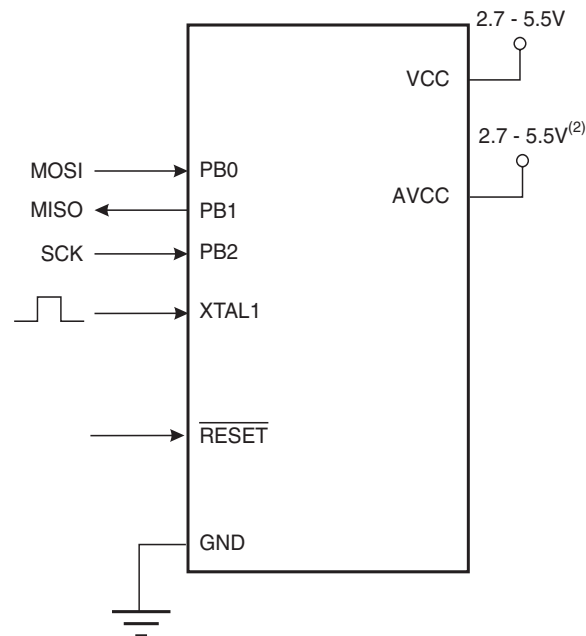 2.7 - 5.5V
VCC
2.7 - 5.5V(2)
MOSI PB0
AVCC
MISO PB1
SCK PB2
XTAL1
RESET
GND